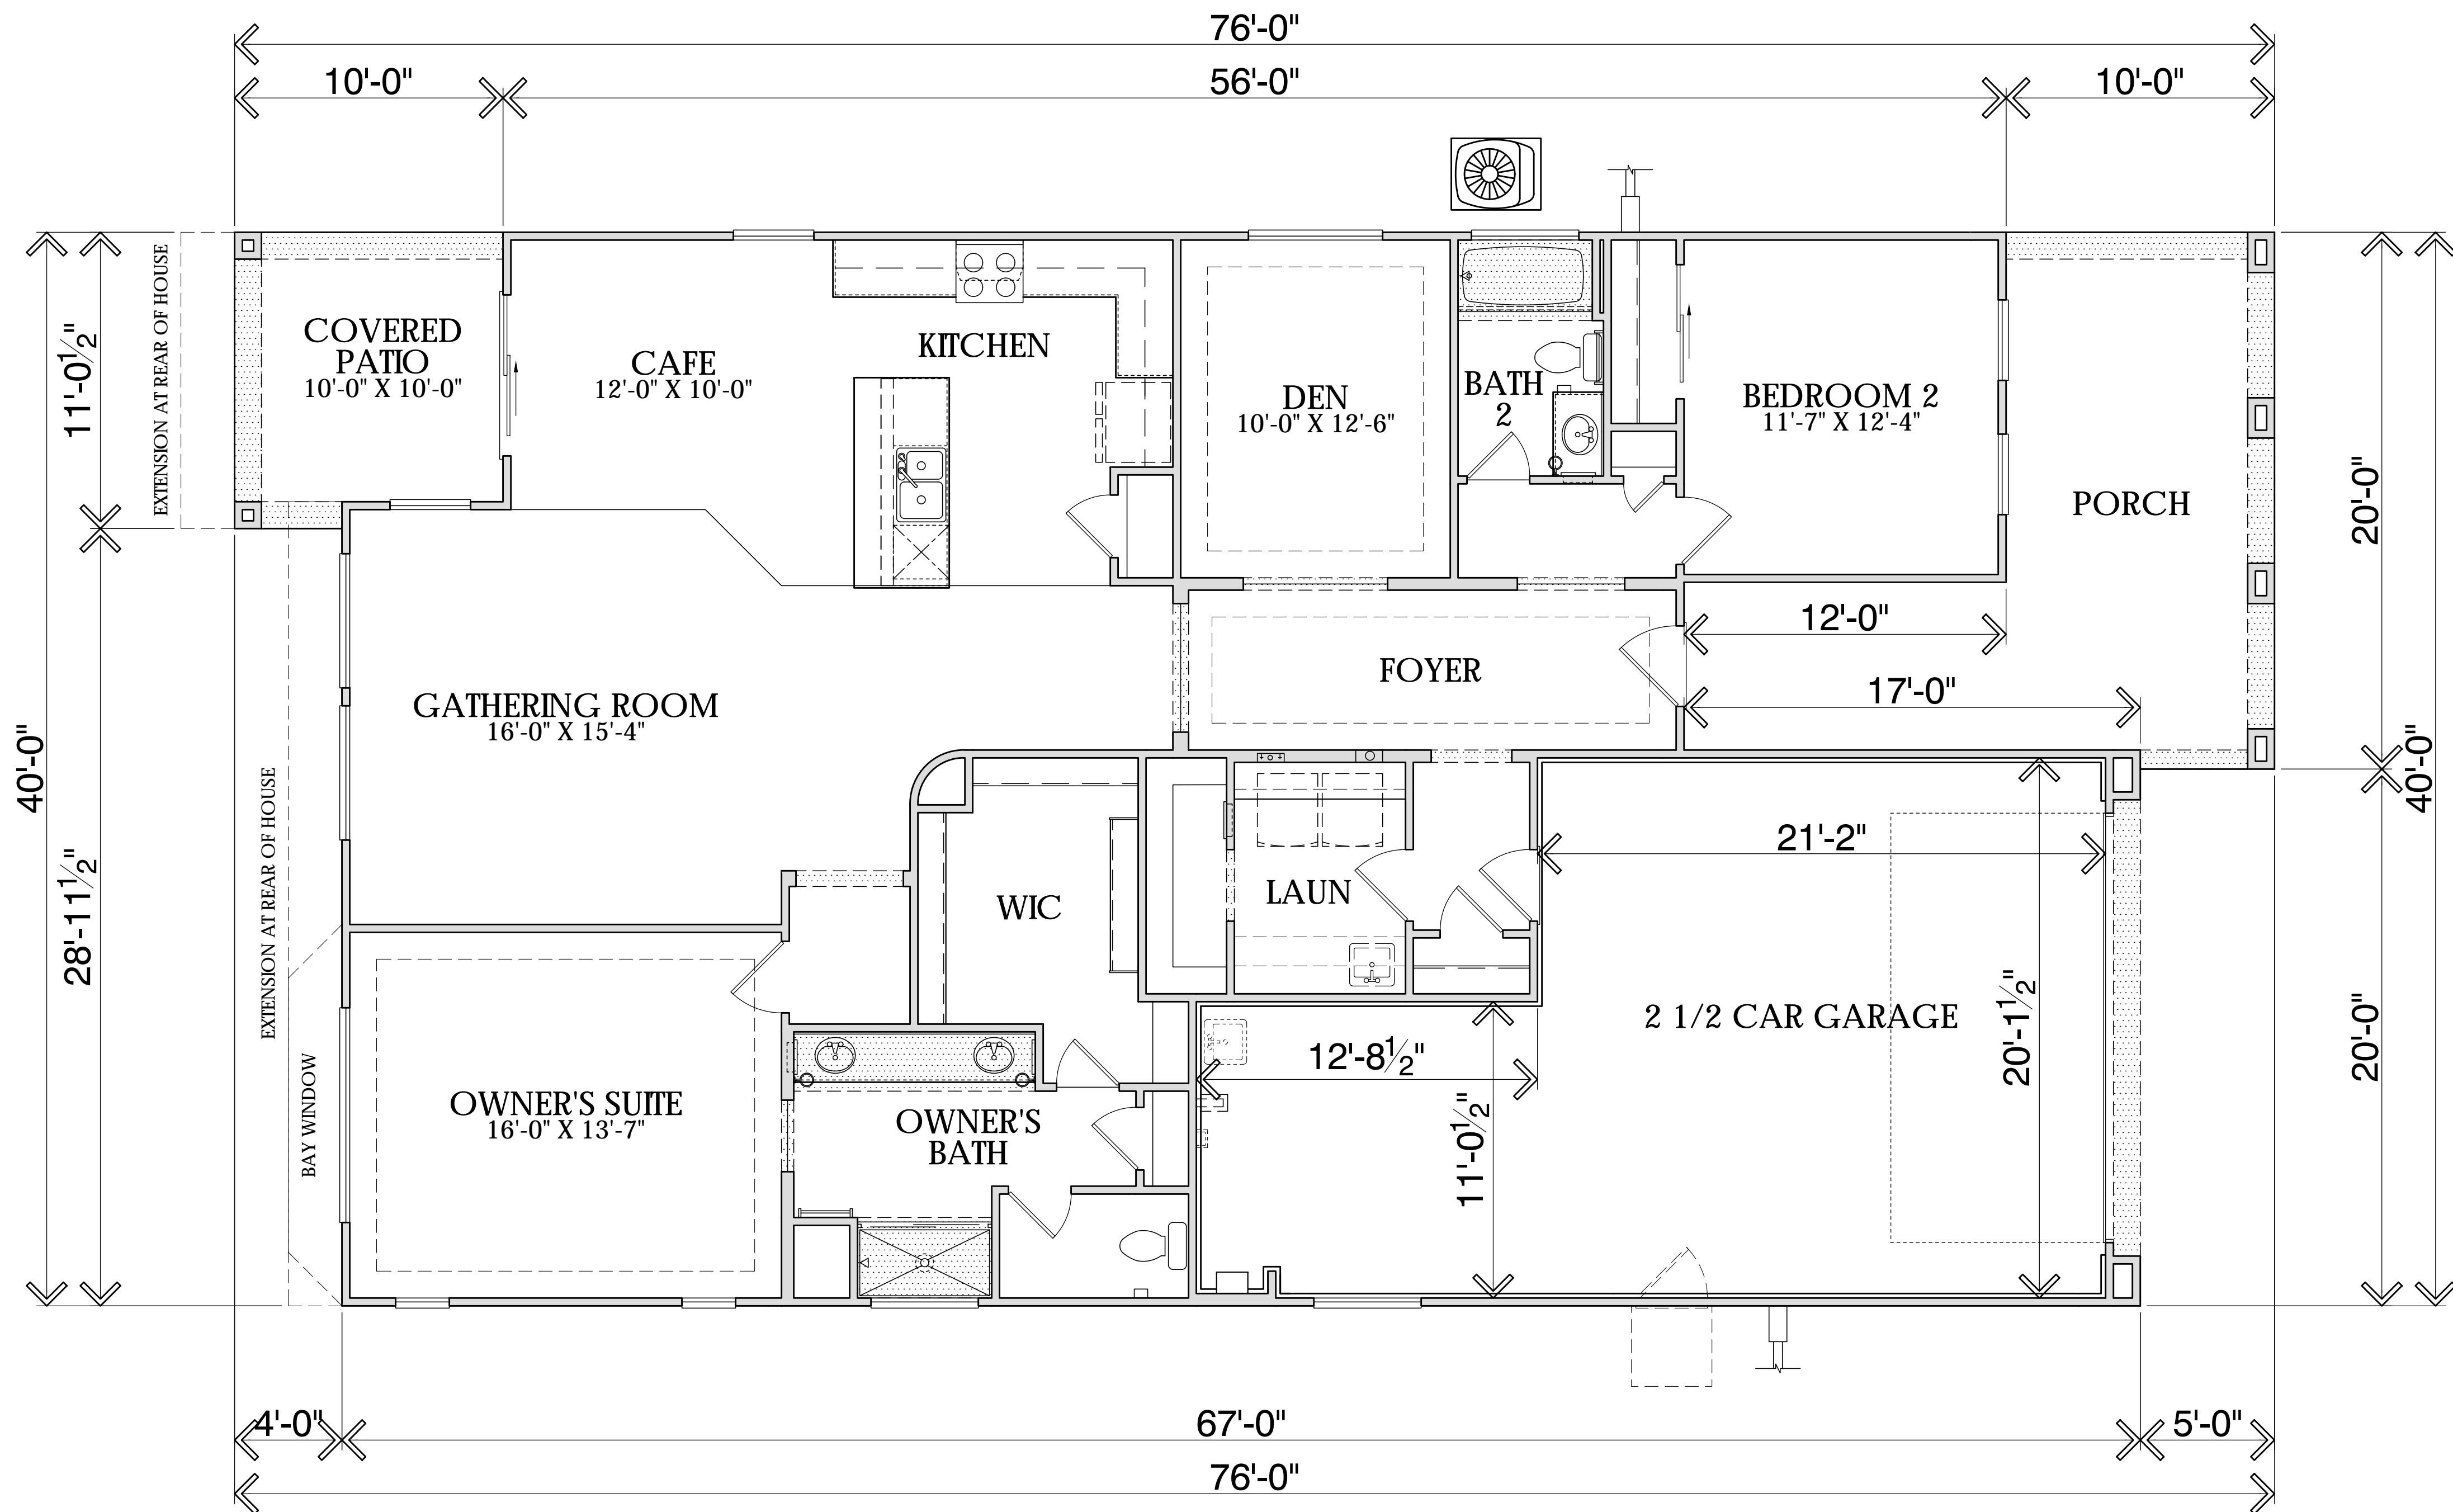 76'-0"
10'-0"
56'-0"
10'-0"
EXTENSION AT REAR OF HOUSE
11'-0 1/2"
COVERED
PATIO
10'-0" X 10'-0"
CAFE
12'-0" X 10'-0"
KITCHEN
DEN
10'-0" X 12'-6"
BATH
2
BEDROOM 2
11'-7" X 12'-4"
PORCH
20'-0"
12'-0"
FOYER
17'-0"
GATHERING ROOM
16'-0" X 15'-4"
40'-0"
28'-11 1/2"
EXTENSION AT REAR OF HOUSE
40'-0"
21'-2"
WIC
LAUN
2 1/2 CAR GARAGE
20'-1 1/2"
20'-0"
12'-8 1/2"
11'-0 1/2"
BAY WINDOW
OWNER'S SUITE
16'-0" X 13'-7"
OWNER'S
BATH
4'-0"
67'-0"
5'-0"
76'-0"